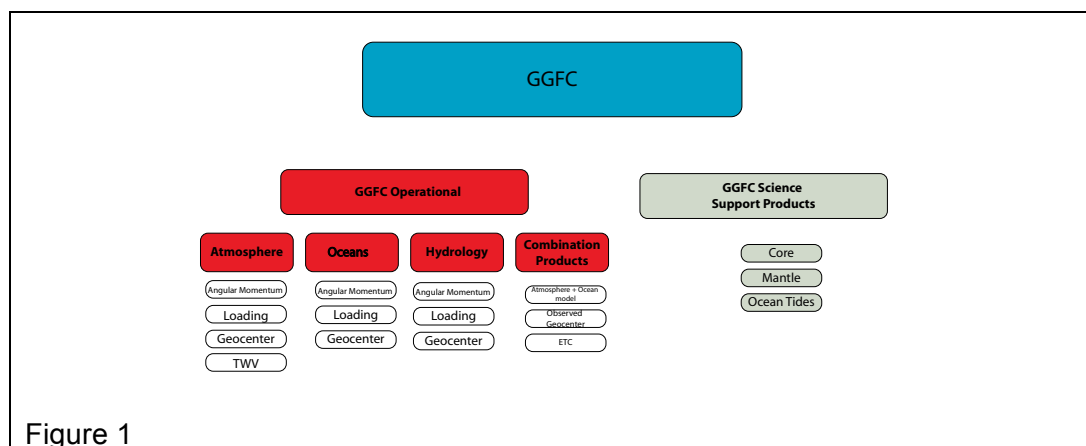 GGFC
GGFC Operational
GGFC Science
Support Products
Atmosphere
Oceans
Hydrology
Combination
Products
Angular Momentum
Angular Momentum
Angular Momentum
Atmosphere + Ocean
model
Loading
Loading
Loading
Observed
Geocenter
Geocenter
Geocenter
Geocenter
ETC
TWV
Core
Mantle
Ocean Tides
Figure 1